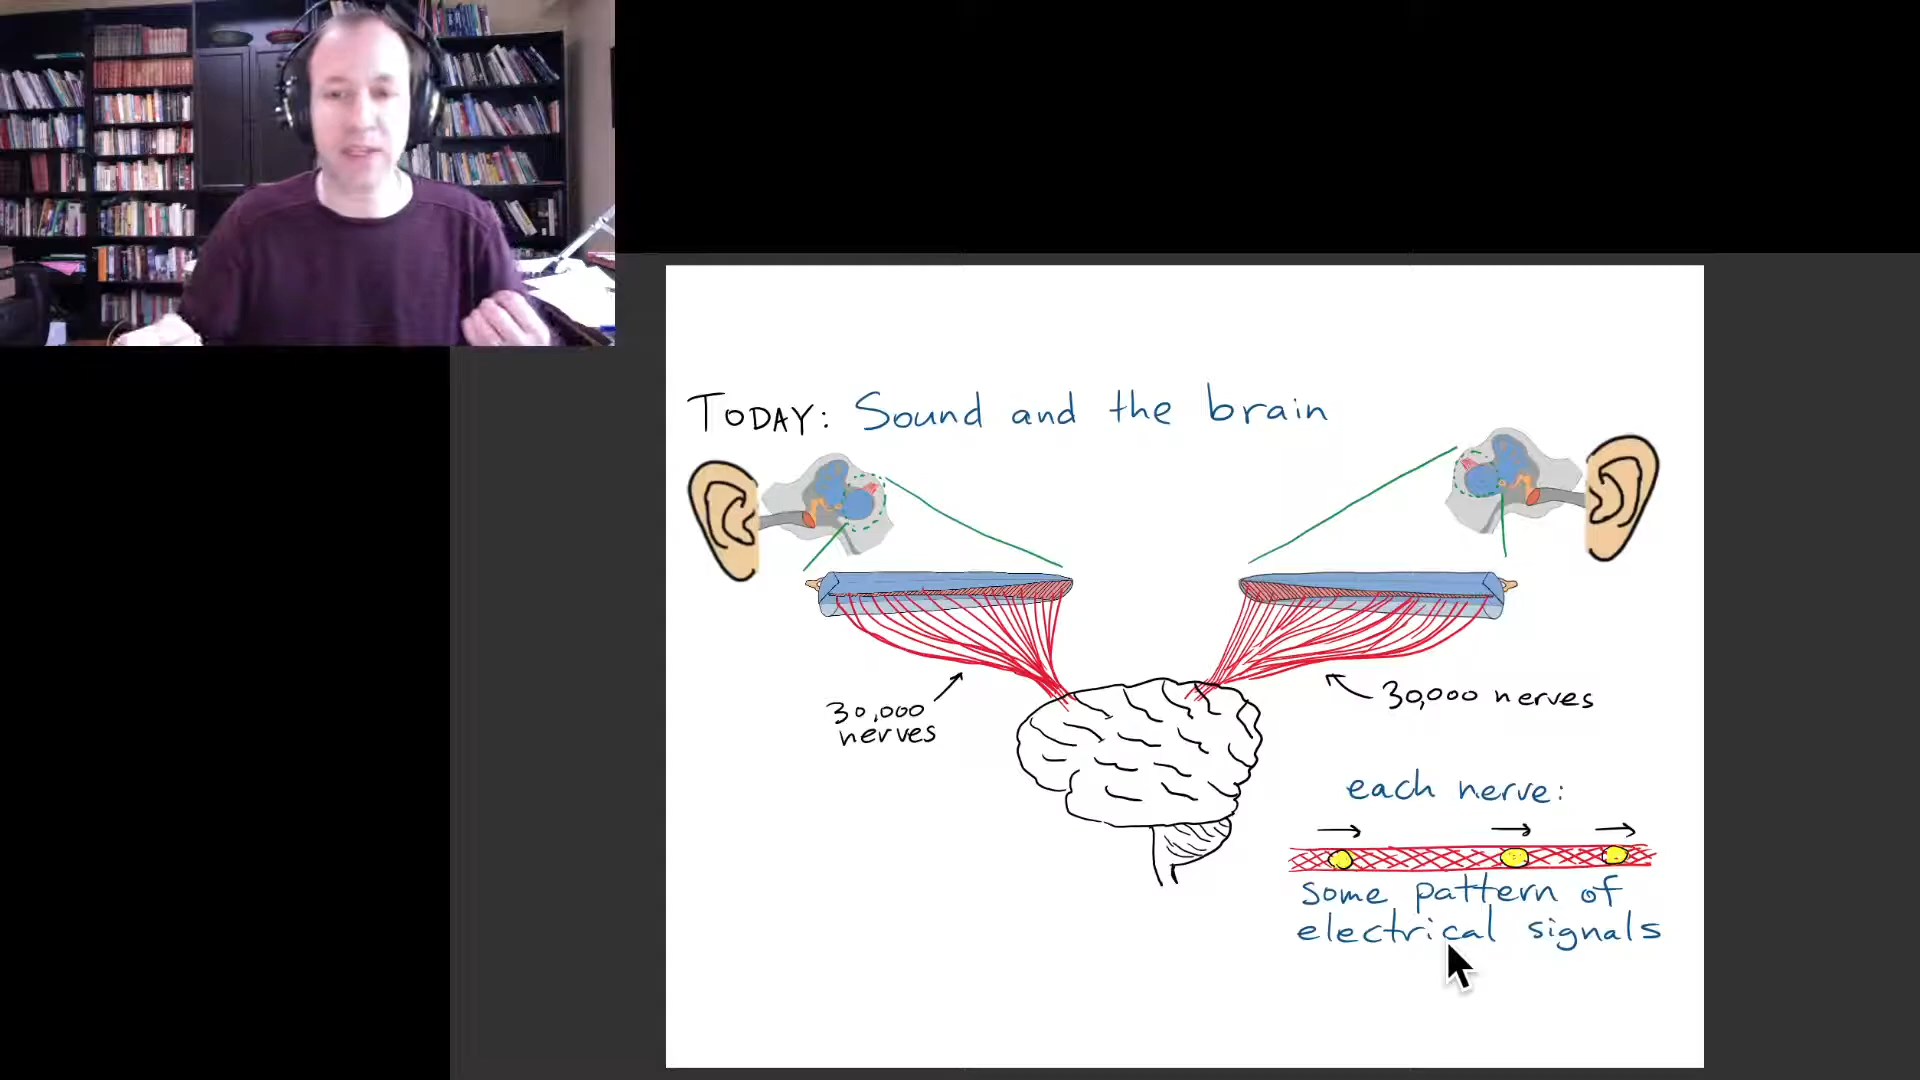 TODAY: Sound and the brain
30,000
nerves
30,000 nerves
each nerve:
some pattern of
electrical signals